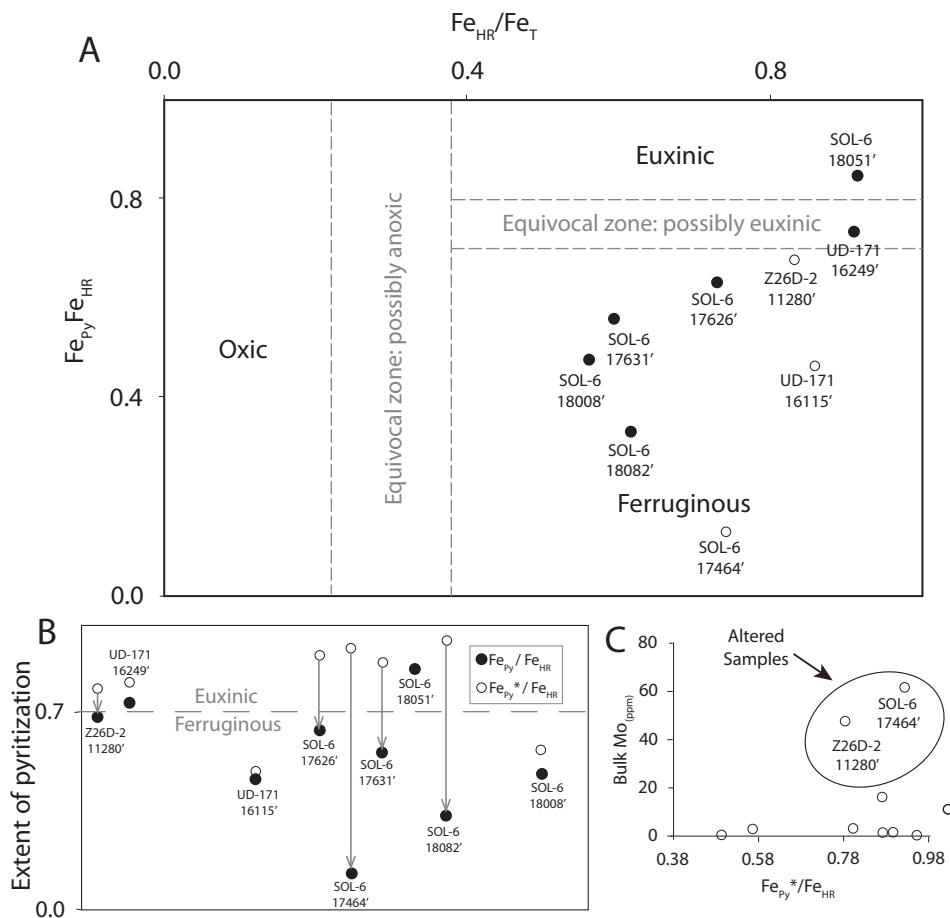 Fe_HR/Fe_T
A
0.0
0.4
0.8
Fe_Py Fe_HR
0.8
0.4
0.0
Oxic
Equivocal zone: possibly anoxic
Euxinic
Equivocal zone: possibly euxinic
Ferruginous
SOL-6
18051’
UD-171
16249’
Z26D-2
11280’
SOL-6
17626’
SOL-6
17631’
SOL-6
18008’
UD-171
16115’
SOL-6
18082’
SOL-6
17464’
B
Extent of pyritization
0.7
0.0
UD-171
16249’
Z26D-2
11280’
Euxinic
Ferruginous
UD-171
16115’
SOL-6
17626’
SOL-6
17464’
SOL-6
17631’
SOL-6
18051’
SOL-6
18082’
SOL-6
18008’
Fe_Py/Fe_HR
Fe_Py*/Fe_HR
C
Altered
Samples
Bulk Mo(ppm)
80
60
40
20
0
SOL-6
17464’
Z26D-2
11280’
0.38
0.58
0.78
0.98
Fe_Py*/Fe_HR